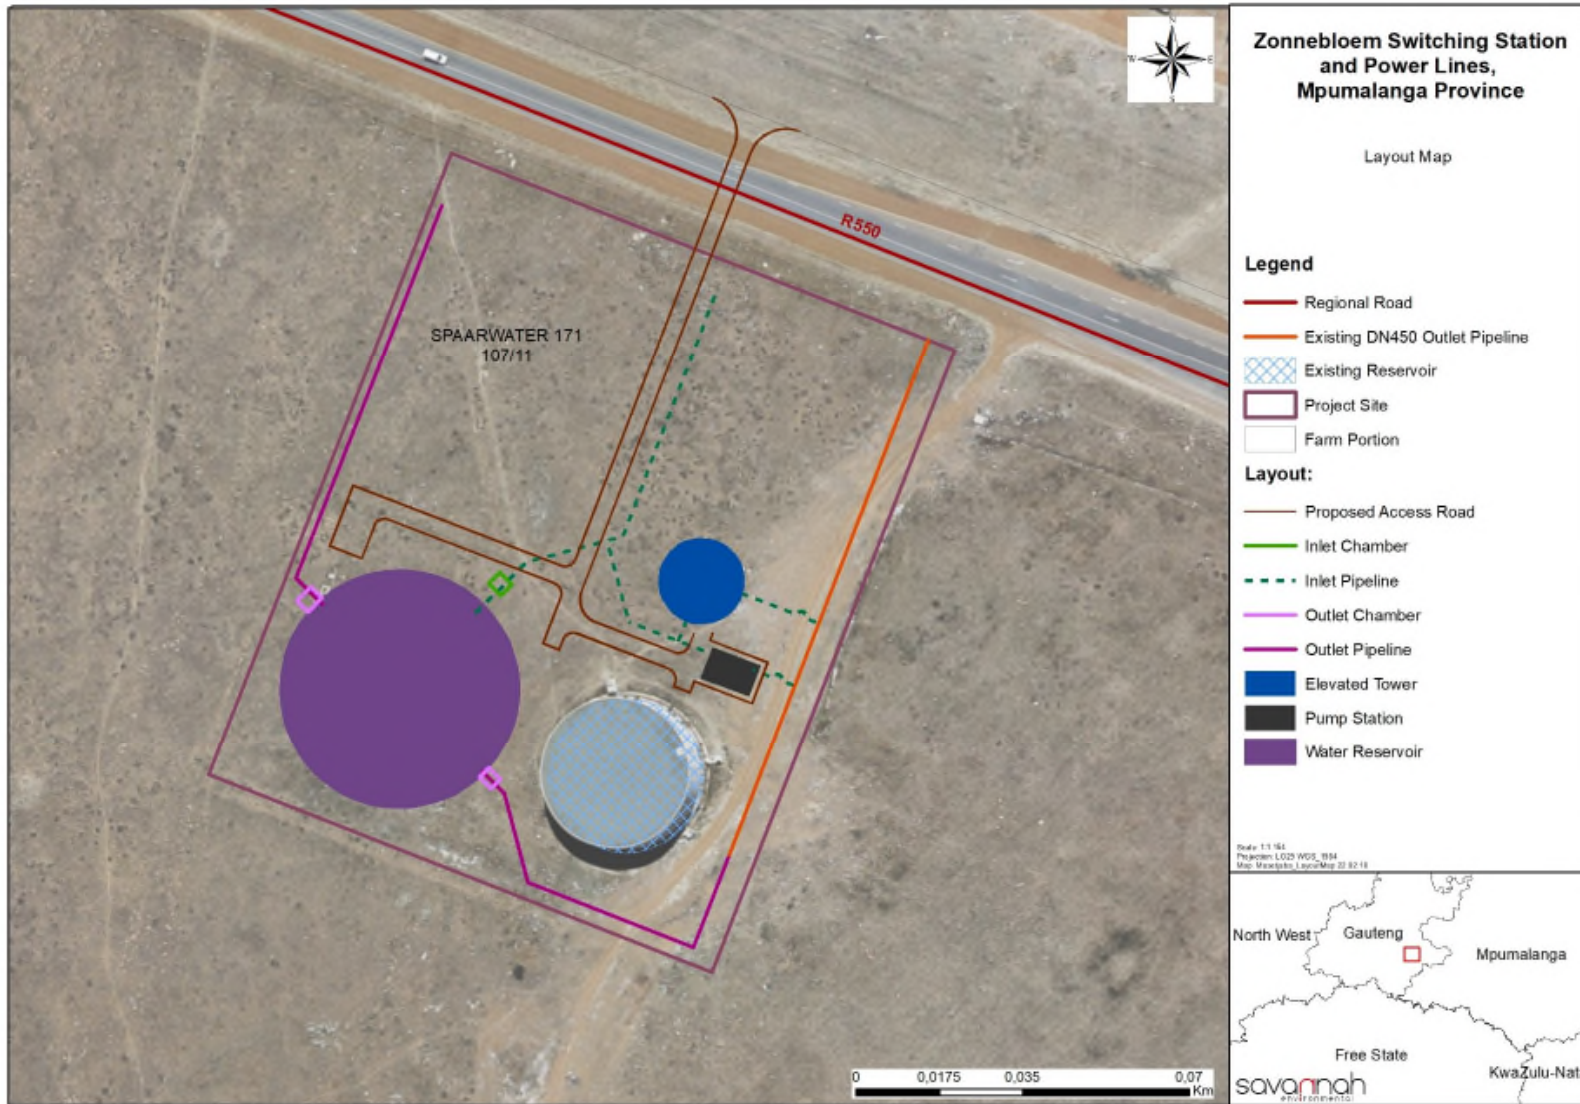 Zonnebloem Switching Station
and Power Lines,
Mpumalanga Province
Layout Map
N
W
E
S
R550
SPAARWATER 171
107/11
Legend
Regional Road
Existing DN450 Outlet Pipeline
Existing Reservoir
Project Site
Farm Portion
Layout:
Proposed Access Road
Inlet Chamber
Inlet Pipeline
Outlet Chamber
Outlet Pipeline
Elevated Tower
Pump Station
Water Reservoir
North West
Gauteng
Mpumalanga
Free State
KwaZulu-Nat
savannah
environmental
0 0,0175 0,035 0,07
Km